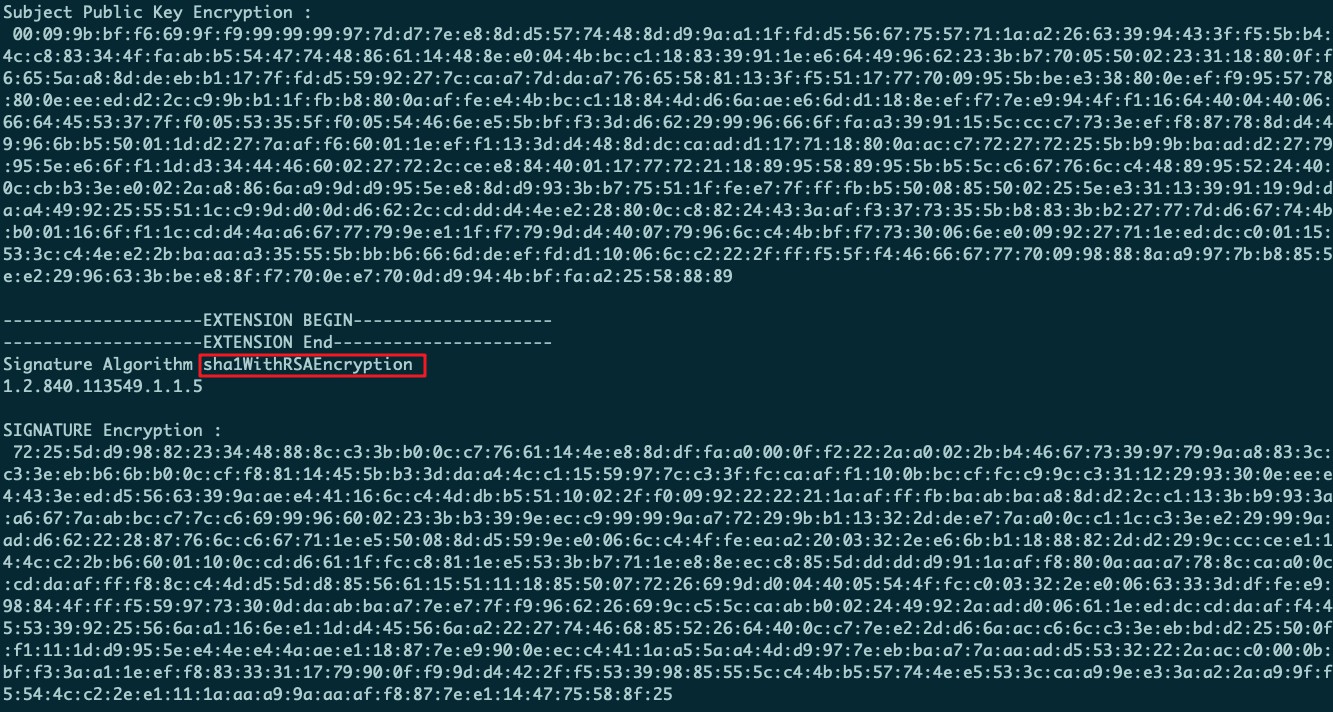 Subject Public Key Encryption :
00:09:9b:bf:f6:69:9f:f9:99:99:99:97:7d:d7:7e:e8:8d:d5:57:74:48:8d:d9:9a:a1:1f:fd:d5:56:67:75:57:71:1a:a2:26:63:39:94:43:3f:f5:5b:b4:
4c:c8:83:34:4f:fa:ab:b5:54:47:74:48:86:61:14:48:8e:e0:04:4b:bc:c1:18:83:39:91:1e:e6:64:49:96:62:23:3b:b7:70:05:50:02:23:31:18:80:0f:f
6:65:5a:a8:8d:de:eb:b1:17:7f:fd:d5:59:92:27:7c:ca:a7:7d:da:a7:76:65:58:81:13:3f:f5:51:17:77:70:09:95:5b:be:e3:38:80:0e:ef:f9:95:57:78
:80:0e:ee:ed:d2:2c:c9:9b:b1:1f:fb:b8:80:0a:af:fe:e4:4b:bc:c1:18:84:4d:d6:6a:ae:e6:6d:d1:18:8e:ef:f7:7e:e9:94:4f:f1:16:64:40:04:40:06:
66:64:45:53:37:7f:f0:05:53:35:5f:f0:05:54:46:6e:e5:5b:bf:f3:3d:d6:62:29:99:96:66:6f:fa:a3:39:91:15:5c:cc:c7:73:3e:ef:f8:87:78:8d:d4:4
9:96:6b:b5:50:01:1d:d2:27:7a:af:f6:60:01:1e:ef:f1:13:3d:d4:48:8d:dc:ca:ad:d1:17:71:18:80:0a:ac:c7:72:27:72:25:5b:b9:9b:ba:ad:d2:27:79
:95:5e:e6:6f:f1:1d:d3:34:44:46:60:02:27:72:2c:ce:e8:84:40:01:17:77:72:21:18:89:95:58:89:95:5b:b5:5c:c6:67:76:6c:c4:48:89:95:52:24:40:
0c:cb:b3:3e:e0:02:2a:a8:86:6a:a9:9d:d9:95:5e:e8:8d:d9:93:3b:b7:75:51:1f:fe:e7:7f:ff:fb:b5:50:08:85:50:02:25:5e:e3:31:13:39:91:19:9d:d
a:a4:49:92:25:55:51:1c:c9:9d:d0:0d:d6:62:2c:cd:dd:d4:4e:e2:28:80:0c:c8:82:24:43:3a:af:f3:37:73:35:5b:b8:83:3b:b2:27:77:7d:d6:67:74:4b
:b0:01:16:6f:f1:1c:cd:d4:4a:a6:67:77:79:9e:e1:1f:f7:79:9d:d4:40:07:79:96:6c:c4:4b:bf:f7:73:30:06:6e:e0:09:92:27:71:1e:ed:dc:c0:01:15:
53:3c:c4:4e:e2:2b:ba:aa:a3:35:55:5b:bb:b6:66:6d:de:ef:fd:d1:10:06:6c:c2:22:2f:ff:f5:5f:f4:46:66:67:77:70:09:98:88:8a:a9:97:7b:b8:85:5
e:e2:29:96:63:3b:be:e8:8f:f7:70:0e:e7:70:0d:d9:94:4b:bf:fa:a2:25:58:88:89
--------------------EXTENSION BEGIN--------------------
--------------------EXTENSION End----------------------
Signature Algorithm sha1WithRSAEncryption
1.2.840.113549.1.1.5
SIGNATURE Encryption :
72:25:5d:d9:98:82:23:34:48:88:8c:c3:3b:b0:0c:c7:76:61:14:4e:e8:8d:df:fa:a0:00:0f:f2:22:2a:a0:02:2b:b4:46:67:73:39:97:79:9a:a8:83:3c:
c3:3e:eb:b6:6b:b0:0c:cf:f8:81:14:45:5b:b3:3d:da:a4:4c:c1:15:59:97:7c:c3:3f:fc:ca:af:f1:10:0b:bc:cf:fc:c9:9c:c3:31:12:29:93:30:0e:ee:e
4:43:3e:ed:d5:56:63:39:9a:ae:e4:41:16:6c:c4:4d:db:b5:51:10:02:2f:f0:09:92:22:22:21:1a:af:ff:fb:ba:ab:ba:a8:8d:d2:2c:c1:13:3b:b9:93:3a
:a6:67:7a:ab:bc:c7:7c:c6:69:99:96:60:02:23:3b:b3:39:9e:ec:c9:99:99:9a:a7:72:29:9b:b1:13:32:2d:de:e7:7a:a0:0c:c1:1c:c3:3e:e2:29:99:9a:
ad:d6:62:22:28:87:76:6c:c6:67:71:1e:e5:50:08:8d:d5:59:9e:e0:06:6c:c4:4f:fe:ea:a2:20:03:32:2e:e6:6b:b1:18:88:82:2d:d2:29:9c:cc:ce:e1:1
4:4c:c2:2b:b6:60:01:10:0c:cd:d6:61:1f:fc:c8:81:1e:e5:53:3b:b7:71:1e:e8:8e:ec:c8:85:5d:dd:dd:d9:91:1a:af:f8:80:0a:aa:a7:78:8c:ca:a0:0c
:cd:da:af:ff:f8:8c:c4:4d:d5:5d:d8:85:56:61:15:51:11:18:85:50:07:72:26:69:9d:d0:04:40:05:54:4f:fc:c0:03:32:2e:e0:06:63:33:3d:df:fe:e9:
98:84:4f:ff:f5:59:97:73:30:0d:da:ab:ba:a7:7e:e7:7f:f9:96:62:26:69:9c:c5:5c:ca:ab:b0:02:24:49:92:2a:ad:d0:06:61:1e:ed:dc:cd:da:af:f4:4
5:53:39:92:25:56:6a:a1:16:6e:e1:1d:d4:45:56:6a:a2:22:27:74:46:68:85:52:26:64:40:0c:c7:7e:e2:2d:d6:6a:ac:c6:6c:c3:3e:eb:bd:d2:25:50:0f
:f1:11:1d:d9:95:5e:e4:4e:e4:4a:ae:e1:18:87:7e:e9:90:0e:ec:c4:41:1a:a5:5a:a4:4d:d9:97:7e:eb:ba:a7:7a:aa:ad:d5:53:32:22:2a:ac:c0:00:0b:
bf:f3:3a:a1:1e:ef:f8:83:33:31:17:79:90:0f:f9:9d:d4:42:2f:f5:53:39:98:85:55:5c:c4:4b:b5:57:74:4e:e5:53:3c:ca:a9:9e:e3:3a:a2:2a:a9:9f:f
5:54:4c:c2:2e:e1:11:1a:aa:a9:9a:aa:af:f8:87:7e:e1:14:47:75:58:8f:25